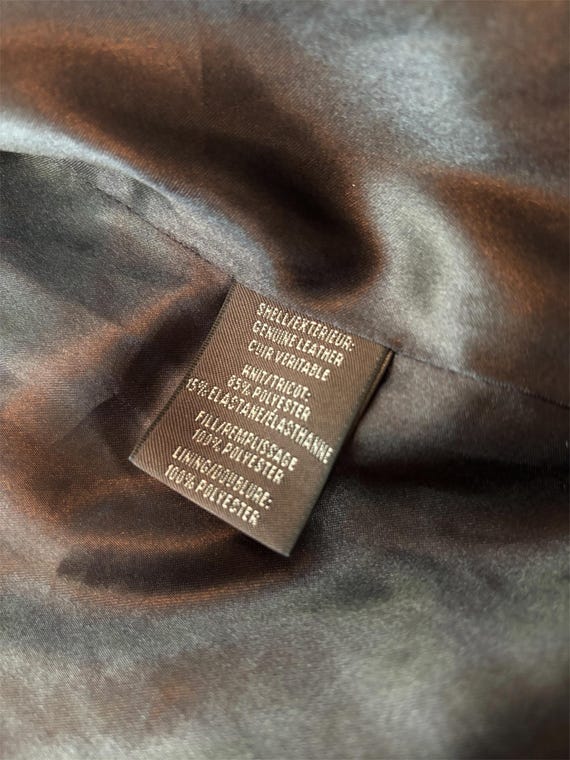 SHELL/EXTERIEUR:
GENUINE LEATHER
CUIR VERITABLE
KNIT/TRICOT:
85% POLYESTER
15% ELASTANE/ÉLASTHANNE
FILL/REMPLISSAGE
100% POLYESTER
LINING/DOUBLURE:
100% POLYESTER